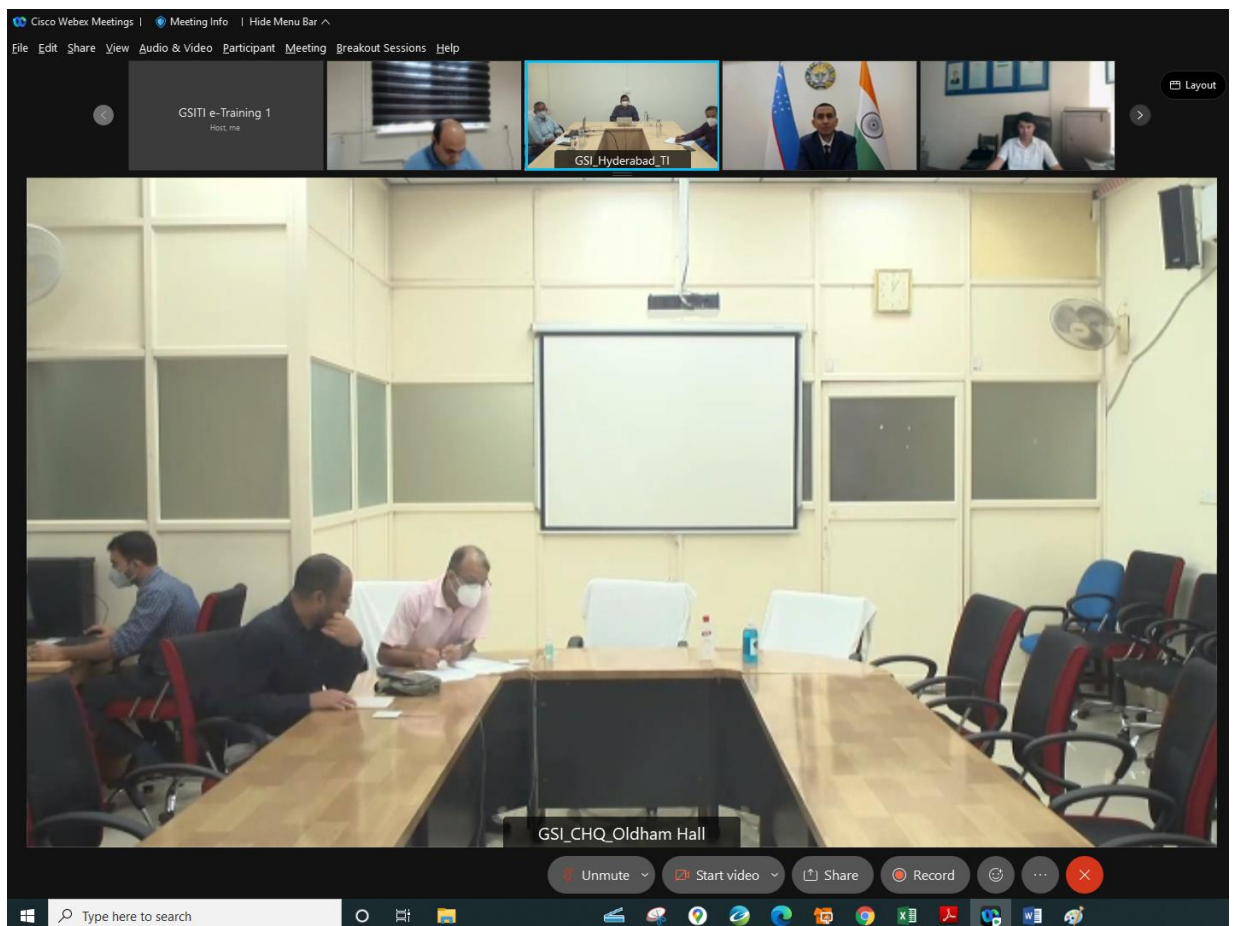 Cisco Webex Meetings | Meeting Info | Hide Menu Bar
File Edit Share View Audio & Video Participant Meeting Breakout Sessions Help
GSITI e-Training 1
Host, me
GSI_Hyderabad_TI
Layout
GSI_CHQ_Oldham Hall
Unmute Start video Share Record
Type here to search